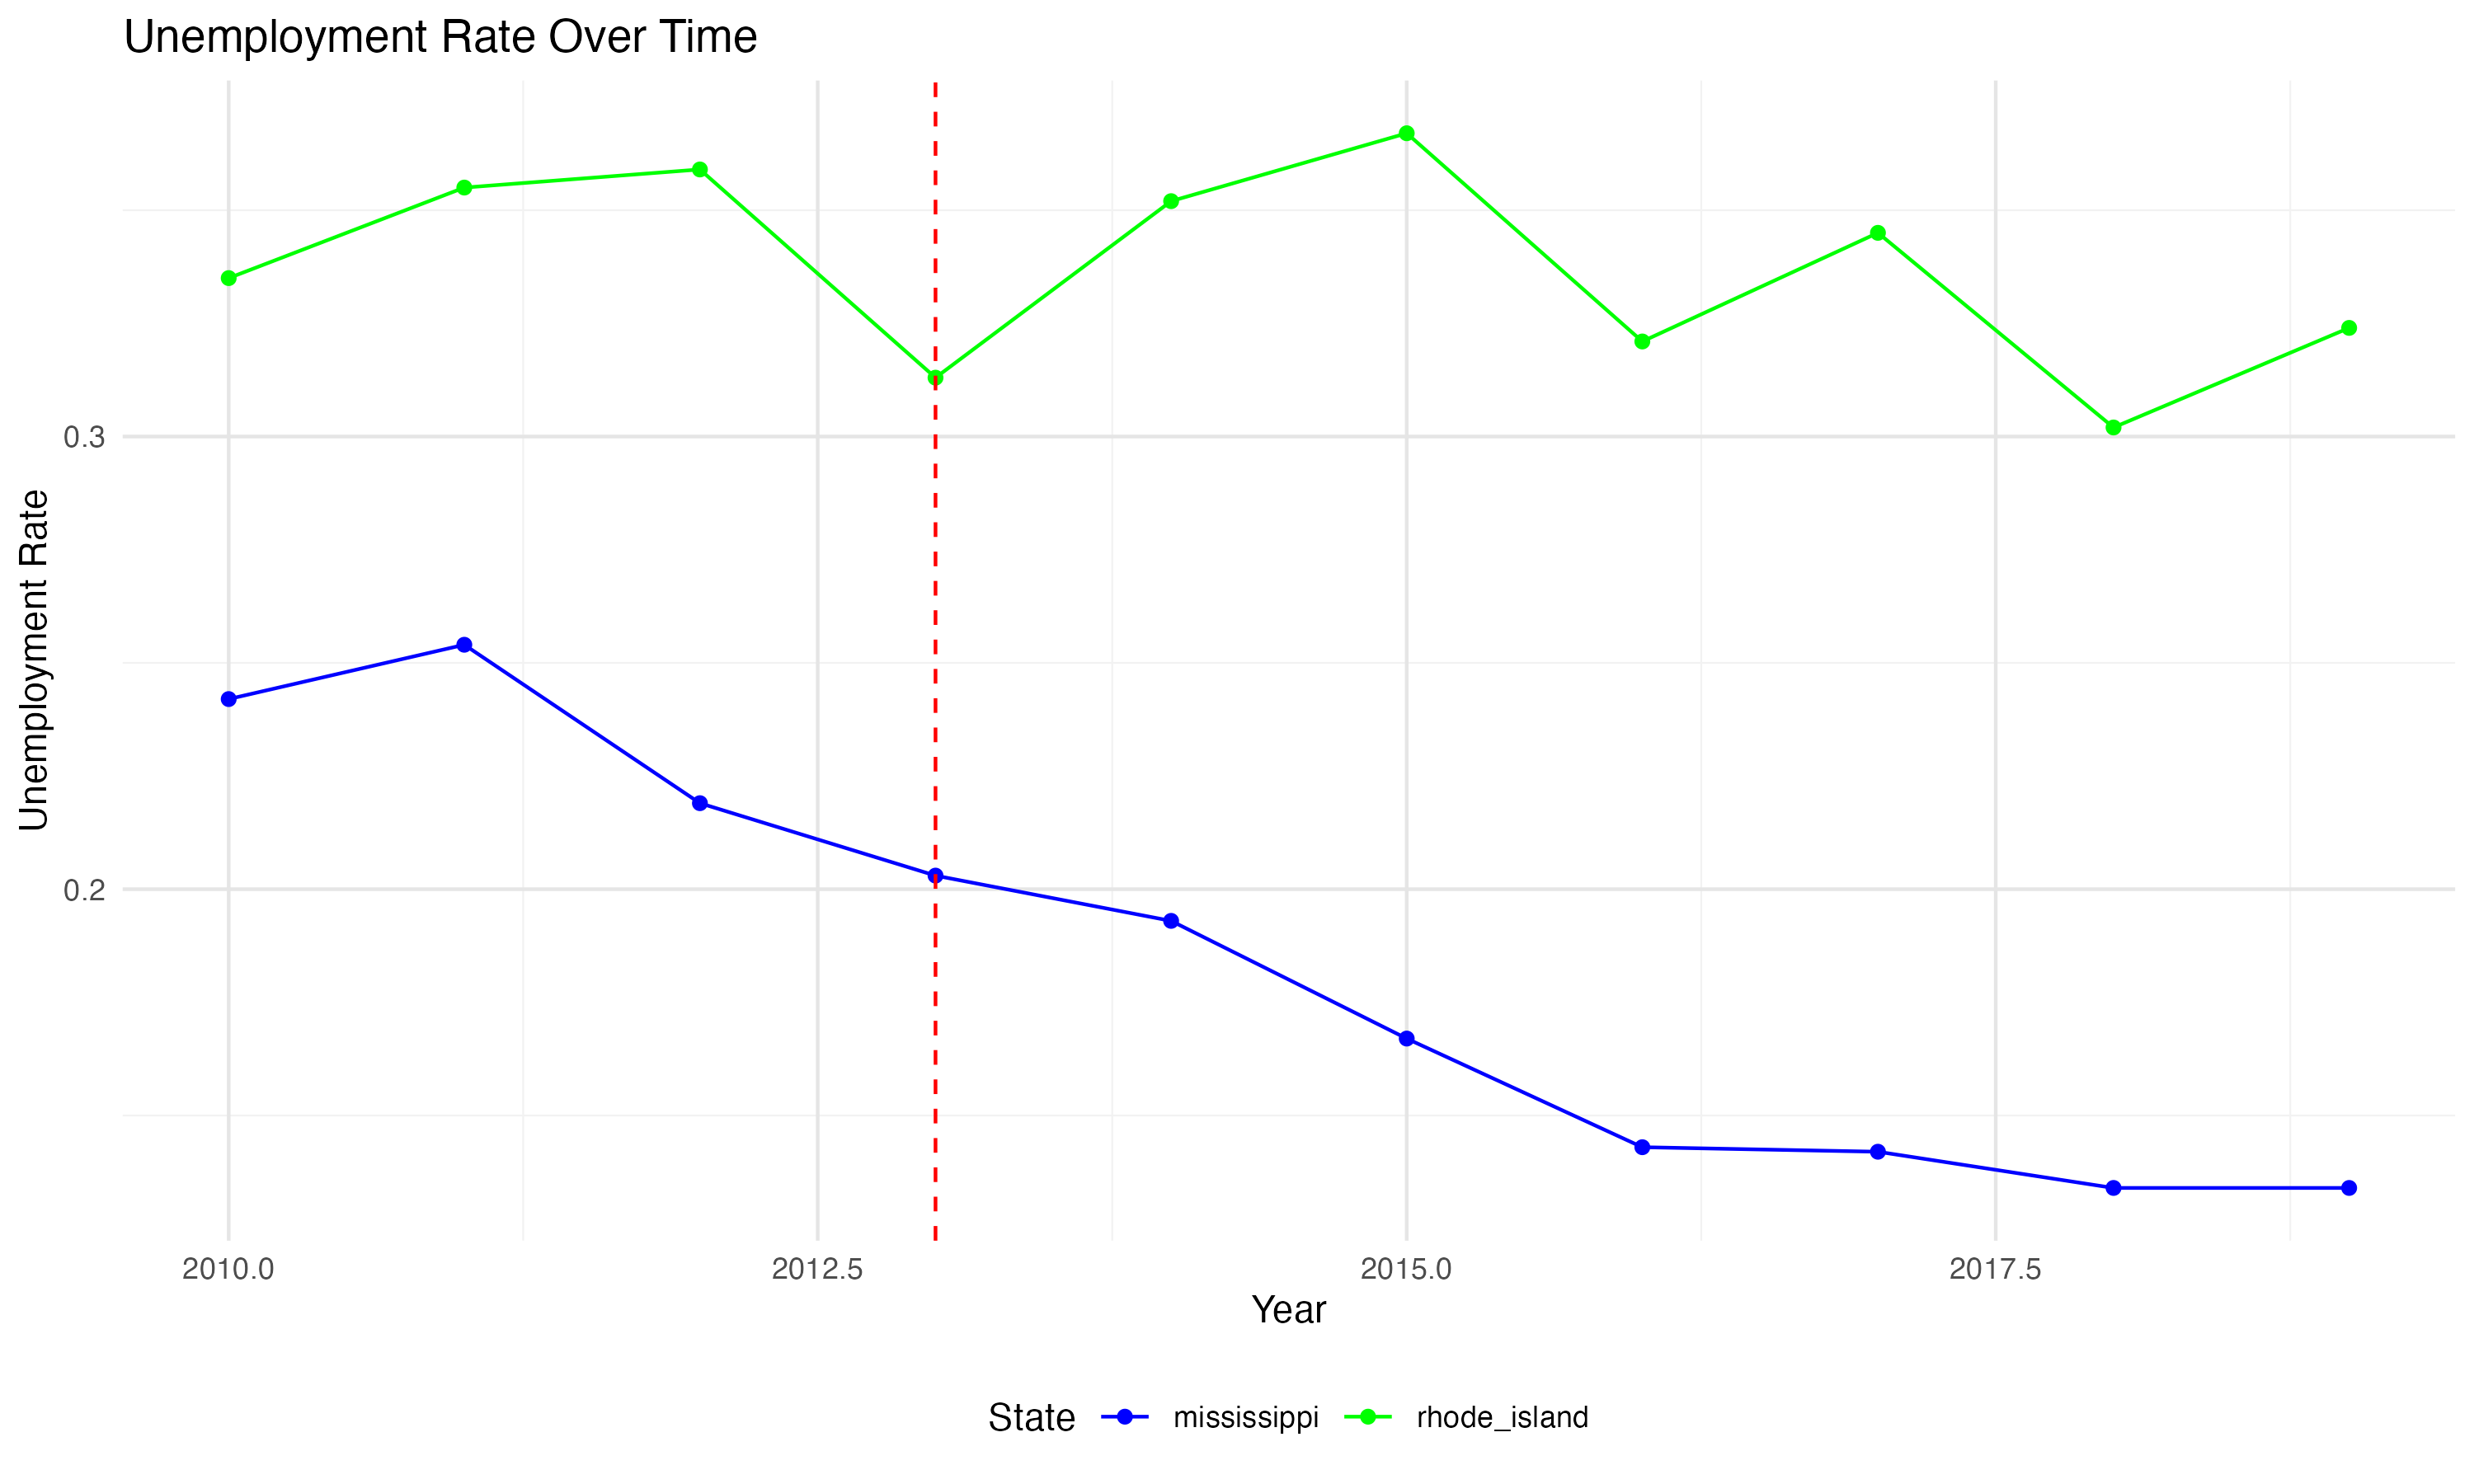 Unemployment Rate Over Time
Unemployment Rate
0.3
0.2
2010.0 2012.5 2015.0 2017.5
Year
State mississippi rhode_island